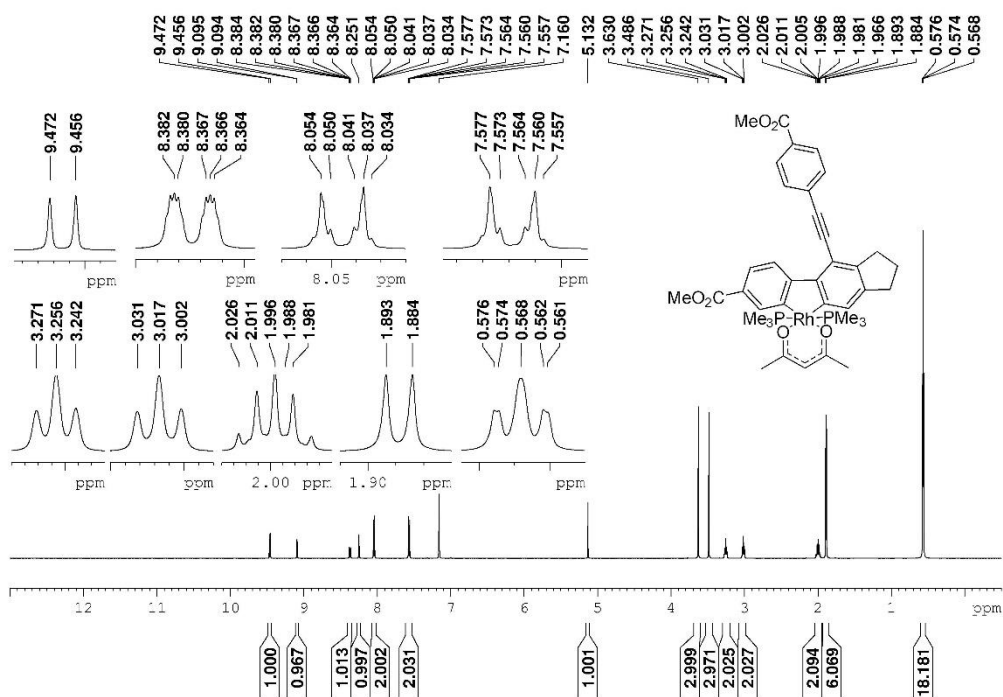 9.472 9.456 9.095 9.094 8.384 8.382 8.380 8.367 8.366 8.364 8.251 8.054 8.050 8.041 8.037 8.034 7.577 7.573 7.564 7.560 7.557 7.160 5.132 3.630 3.486 3.271 3.256 3.242 3.031 3.017 3.002 2.026 2.011 2.005 1.996 1.988 1.981 1.966 1.893 1.884 0.576 0.574 0.568
9.472 9.456
8.382 8.380 8.367 8.366 8.364
8.054 8.050 8.041 8.037 8.034
7.577 7.573 7.564 7.560 7.557
ppm
ppm
8.05 ppm
ppm
MeO2C
MeO2C
Me3P Rh PMe3
O O
3.271 3.256 3.242
3.031 3.017 3.002
2.026 2.011 1.996 1.988 1.981
1.893 1.884
0.576 0.574 0.568 0.562 0.561
ppm
ppm
2.00 ppm
1.90 ppm
ppm
12 11 10 9 8 7 6 5 4 3 2 1 ppm
1.000 0.967 1.013 0.997 2.002 2.031 1.001 2.999 2.971 2.025 2.027 2.094 6.069 18.181